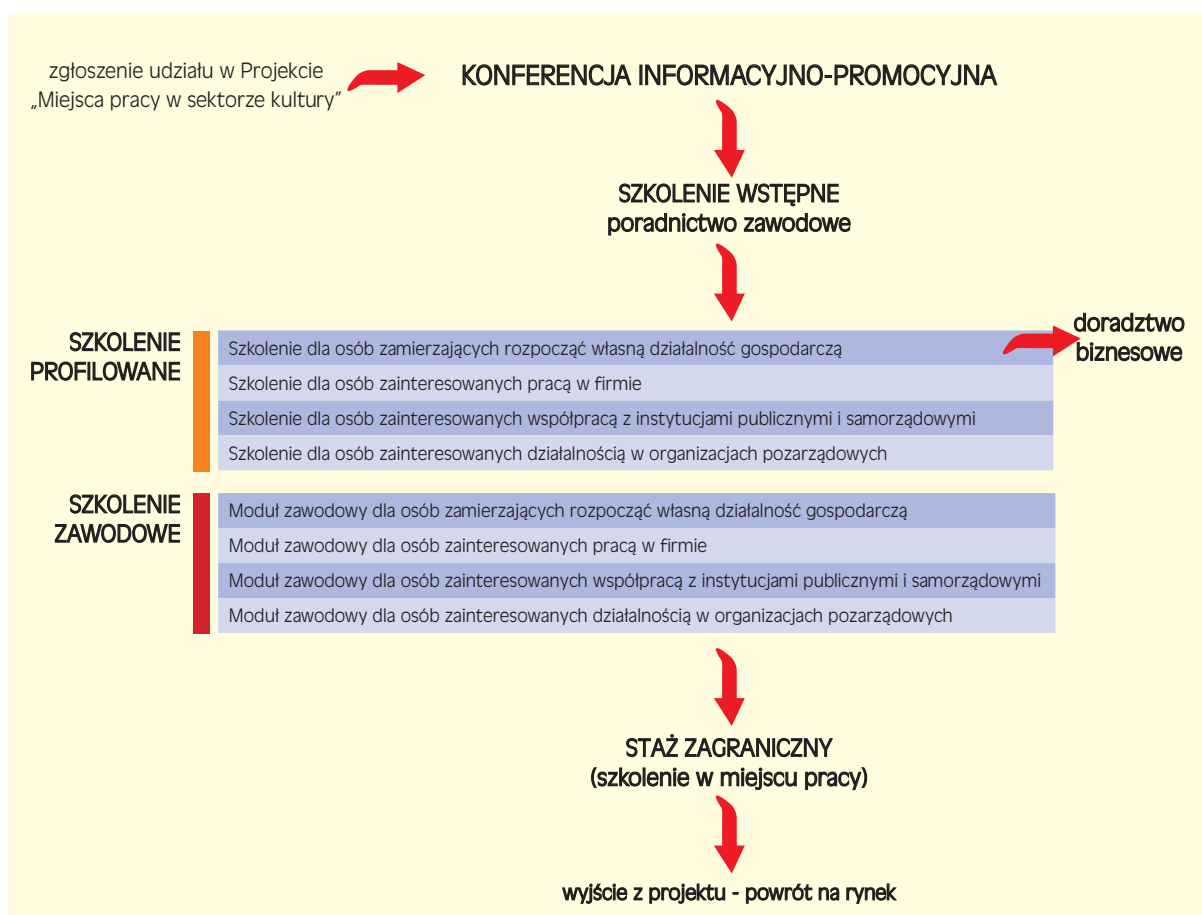 zgłoszenie udziału w Projekcie
„Miejsca pracy w sektorze kultury”
KONFERENCJA INFORMACYJNO-PROMOCYJNA
SZKOLENIE WSTĘPNE
poradnictwo zawodowe
SZKOLENIE
PROFILOWANE
Szkolenie dla osób zamierzających rozpocząć własną działalność gospodarczą
Szkolenie dla osób zainteresowanych pracą w firmie
Szkolenie dla osób zainteresowanych współpracą z instytucjami publicznymi i samorządowymi
Szkolenie dla osób zainteresowanych działalnością w organizacjach pozarządowych
doradztwo
biznesowe
SZKOLENIE
ZAWODOWE
Moduł zawodowy dla osób zamierzających rozpocząć własną działalność gospodarczą
Moduł zawodowy dla osób zainteresowanych pracą w firmie
Moduł zawodowy dla osób zainteresowanych współpracą z instytucjami publicznymi i samorządowymi
Moduł zawodowy dla osób zainteresowanych działalnością w organizacjach pozarządowych
STAŻ ZAGRANICZNY
(szkolenie w miejscu pracy)
wyjście z projektu - powrót na rynek